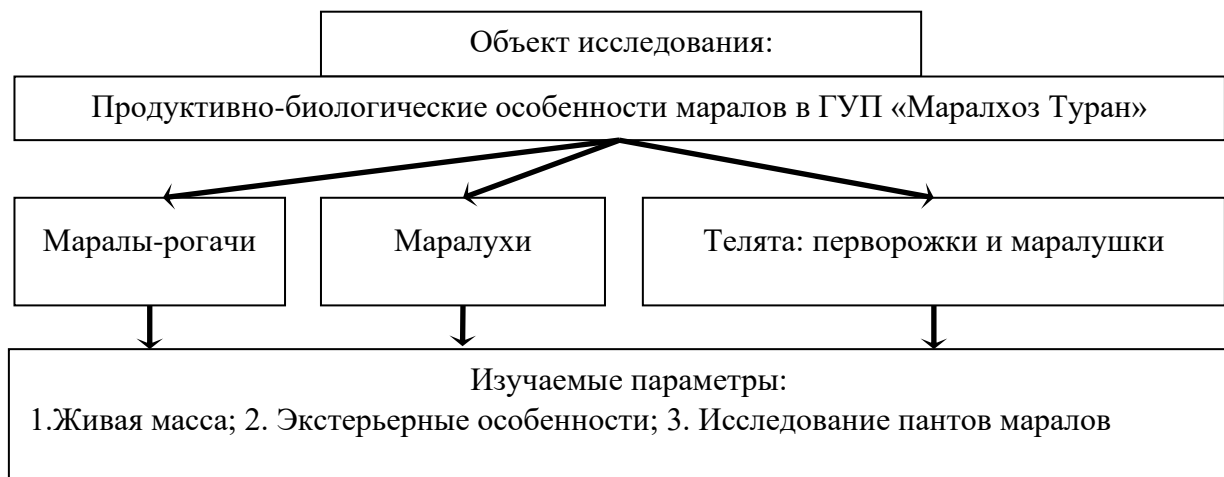 Объект исследования:
Продуктивно-биологические особенности маралов в ГУП «Маралхоз Туран»
Маралы-рогачи
Маралухи
Телята: перворожки и маралушки
Изучаемые параметры:
1.Живая масса; 2. Экстерьерные особенности; 3. Исследование пантов маралов